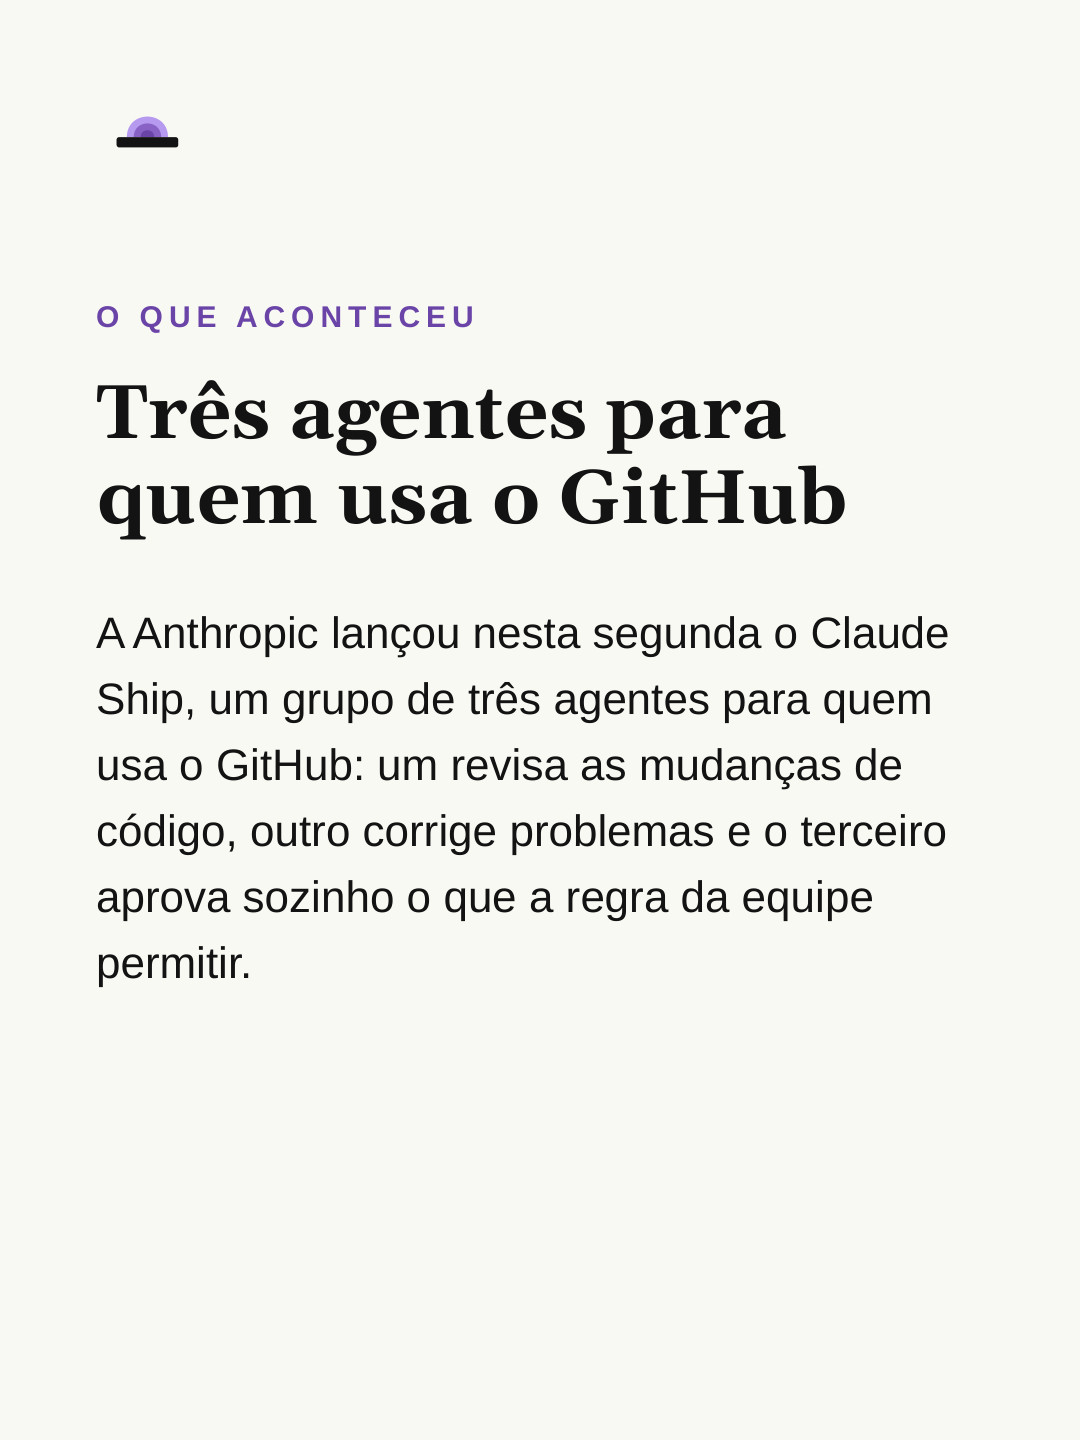 O QUE ACONTECEU
Três agentes para
quem usa o GitHub
A Anthropic lançou nesta segunda o Claude
Ship, um grupo de três agentes para quem
usa o GitHub: um revisa as mudanças de
código, outro corrige problemas e o terceiro
aprova sozinho o que a regra da equipe
permitir.